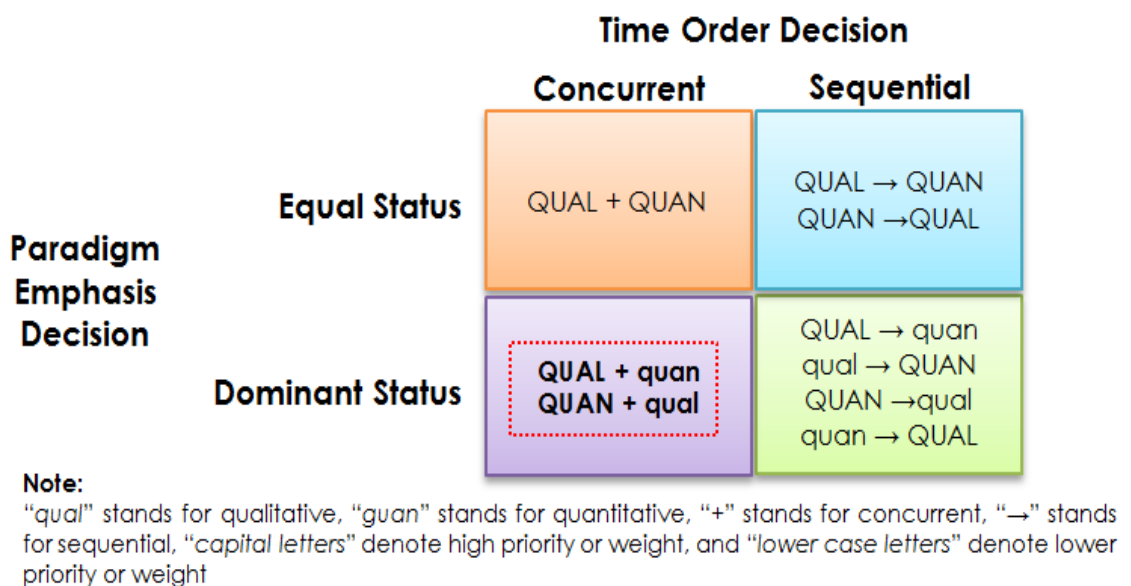 Time Order Decision
Concurrent
Sequential
Equal Status
QUAL + QUAN
QUAL → QUAN
QUAN →QUAL
Paradigm
Emphasis
Decision
Dominant Status
QUAL + quan
QUAN + qual
QUAL → quan
qual → QUAN
QUAN →qual
quan → QUAL
Note:
“qual” stands for qualitative, “guan” stands for quantitative, “+” stands for concurrent, “→” stands
for sequential, “capital letters” denote high priority or weight, and “lower case letters” denote lower
priority or weight